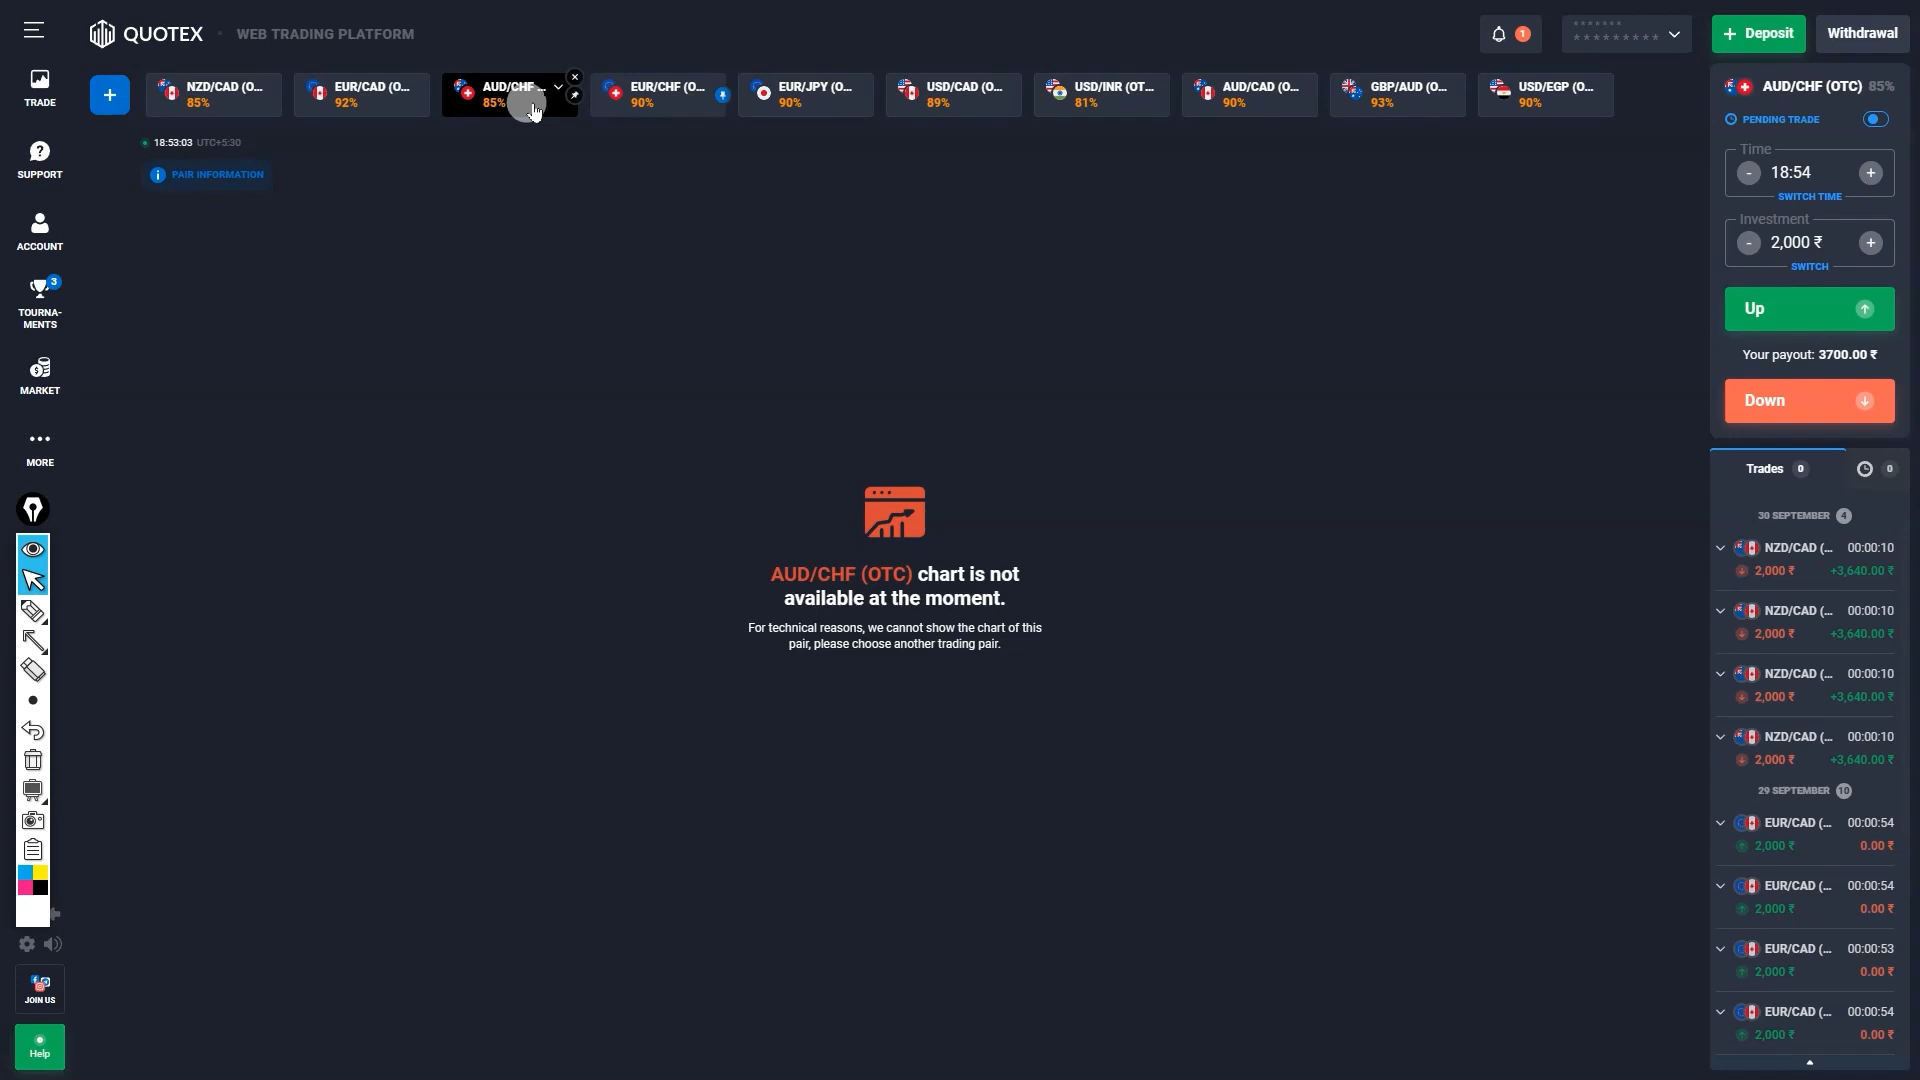 QUOTEX
WEB TRADING PLATFORM
1
*******
*********
+ Deposit
Withdrawal
TRADE
SUPPORT
ACCOUNT
3
TOURNA-
MENTS
MARKET
MORE
JOIN US
Help
+
NZD/CAD (O...
85%
EUR/CAD (O...
92%
AUD/CHF ...
85%
EUR/CHF (O...
90%
EUR/JPY (O...
90%
USD/CAD (O...
89%
USD/INR (OT...
81%
AUD/CAD (O...
90%
GBP/AUD (O...
93%
USD/EGP (O...
90%
18:53:03 UTC+5:30
PAIR INFORMATION
AUD/CHF (OTC) chart is not
available at the moment.
For technical reasons, we cannot show the chart of this
pair, please choose another trading pair.
AUD/CHF (OTC) 85%
PENDING TRADE
Time
- 18:54 +
SWITCH TIME
Investment
- 2,000 ₹ +
SWITCH
Up
Your payout: 3700.00 ₹
Down
Trades 0
0
30 SEPTEMBER 4
NZD/CAD (... 00:00:10
2,000 ₹ +3,640.00 ₹
NZD/CAD (... 00:00:10
2,000 ₹ +3,640.00 ₹
NZD/CAD (... 00:00:10
2,000 ₹ +3,640.00 ₹
NZD/CAD (... 00:00:10
2,000 ₹ +3,640.00 ₹
29 SEPTEMBER 10
EUR/CAD (... 00:00:54
2,000 ₹ 0.00 ₹
EUR/CAD (... 00:00:54
2,000 ₹ 0.00 ₹
EUR/CAD (... 00:00:53
2,000 ₹ 0.00 ₹
EUR/CAD (... 00:00:54
2,000 ₹ 0.00 ₹